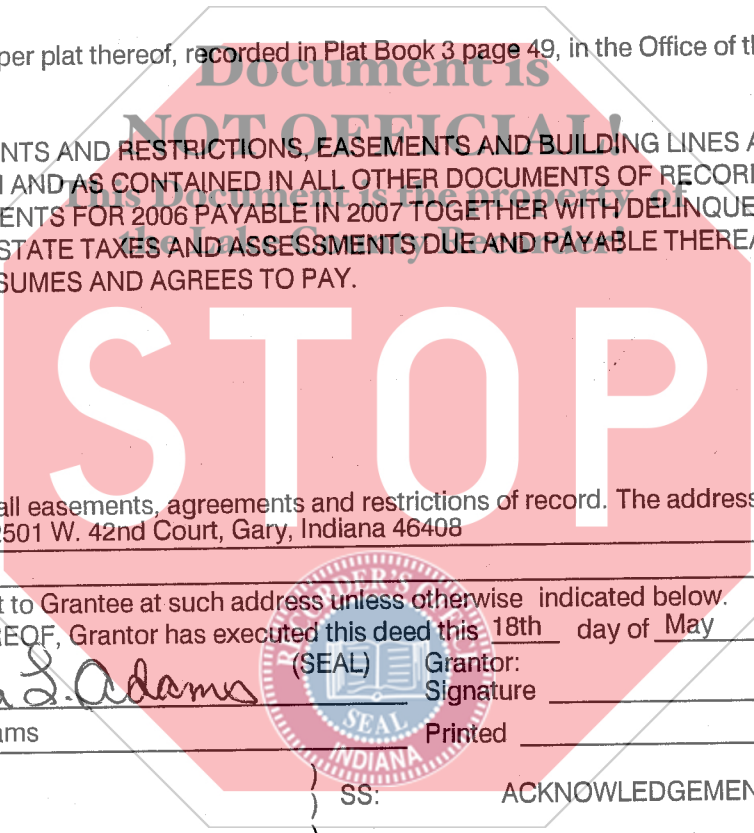 per plat thereof, recorded in Plat Book 3 page 49, in the Office of
Document is
NOT OFFICIAL!
NTS AND RESTRICTIONS, EASEMENTS AND BUILDING LINES
AND AS CONTAINED IN ALL OTHER DOCUMENTS OF
This Document is the property of
ENTS FOR 2006 PAYABLE IN 2007 TOGETHER WITH
the Lake County Recorder!
STATE TAXES AND ASSESSMENTS DUE AND PAYABLE
SUMES AND AGREES TO PAY.
STOP
all easements, agreements and restrictions of record. The address
2501 W. 42nd Court, Gary, Indiana 46408
t to Grantee at such address unless otherwise indicated below.
REOF, Grantor has executed this deed this 18th day of May
(SEAL) Grantor:
L. Adams Signature
ams Printed
RECORDER'S OFFICE
SEAL
INDIANA
) SS: ACKNOWLEDGEMEN
)